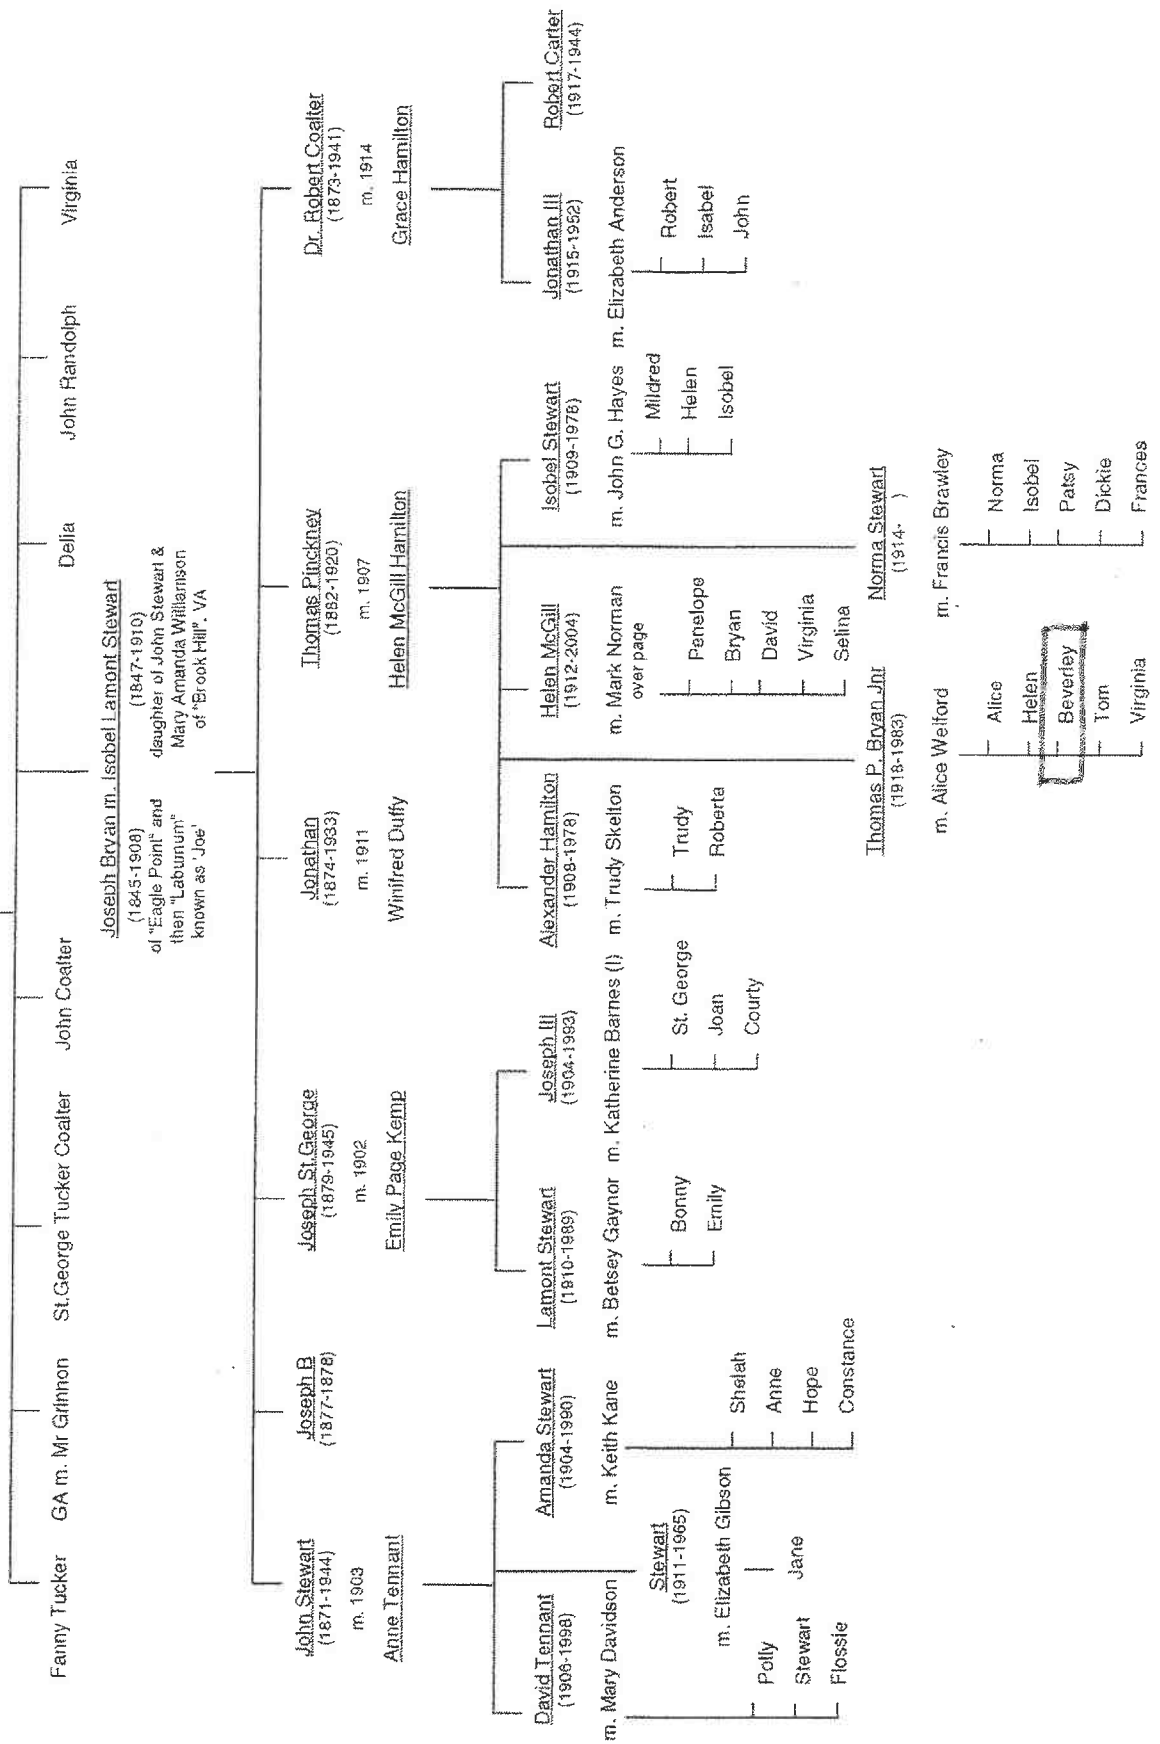 Fanny Tucker
GA m. Mr Grinnon
St.George Tucker Coalter
John Coalter
Delia
John Randolph
Virginia
Joseph Bryan m. Isobel Lamont Stewart
(1845-1908)
of "Eagle Point" and
then "Laburnum"
known as 'Joe'
(1847-1910)
daughter of John Stewart &
Mary Amanda Williamson
of "Brook Hill". VA
John Stewart
(1871-1944)
m. 1903
Anne Tennant
Joseph B
(1877-1878)
Joseph St.George
(1879-1945)
m. 1902
Emily Page Kemp
Jonathan
(1874-1933)
m. 1911
Winifred Duffy
Thomas Pinckney
(1882-1920)
m. 1907
Helen McGill Hamilton
Dr. Robert Coalter
(1873-1941)
m. 1914
Grace Hamilton
David Tennant
(1906-1998)
m. Mary Davidson
Polly
Stewart
Flossie
Stewart
(1911-1965)
m. Elizabeth Gibson
Jane
Amanda Stewart
(1904-1990)
m. Keith Kane
Shelah
Anne
Hope
Constance
Lamont Stewart
(1910-1989)
m. Betsey Gaynor
Bonny
Emily
Joseph III
(1904-1993)
m. Katherine Barnes (I)
St. George
Joan
Courty
Alexander Hamilton
(1908-1978)
m. Trudy Skelton
Trudy
Roberta
Thomas P. Bryan Jnr
(1918-1983)
m. Alice Welford
Alice
Helen
Beverley
Tom
Virginia
Helen McGill
(1912-2004)
m. Mark Norman
over page
Penelope
Bryan
David
Virginia
Selina
Norma Stewart
(1914- )
m. Francis Brawley
Norma
Isobel
Patsy
Dickie
Frances
Isobel Stewart
(1909-1978)
m. John G. Hayes
Mildred
Helen
Isobel
Jonathan III
(1915-1952)
m. Elizabeth Anderson
Robert
Isabel
John
Robert Carter
(1917-1944)